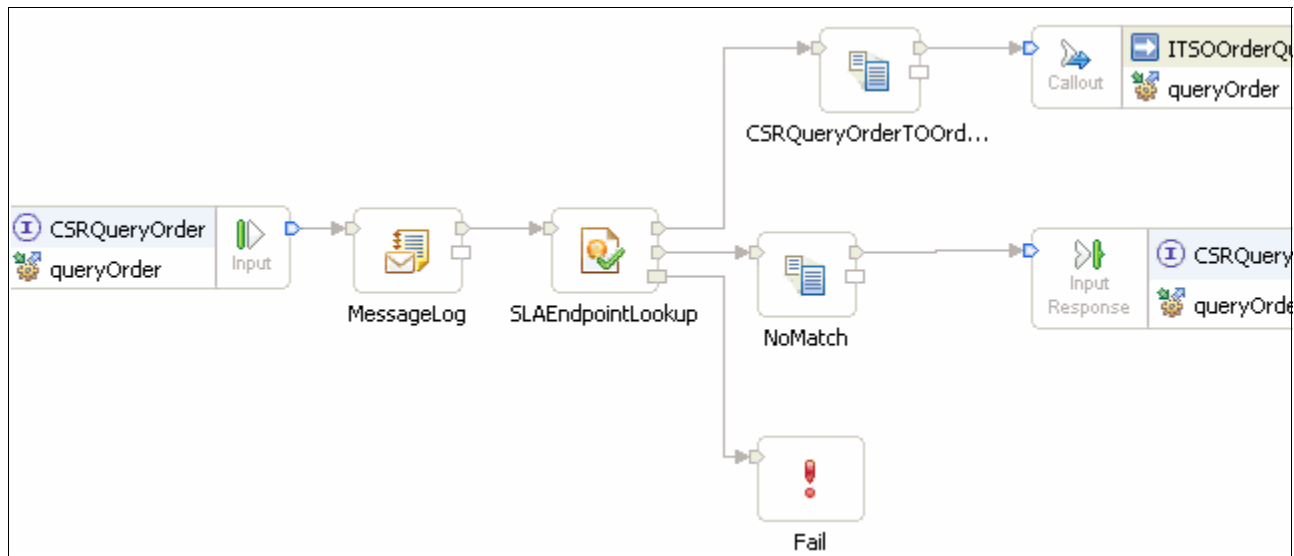 ITSOOrderQu
Callout
queryOrder
CSRQueryOrderTOOrd...
CSRQueryOrder
Input
queryOrder
MessageLog
SLAEndpointLookup
NoMatch
CSRQuery
Input
Response
queryOrde
Fail